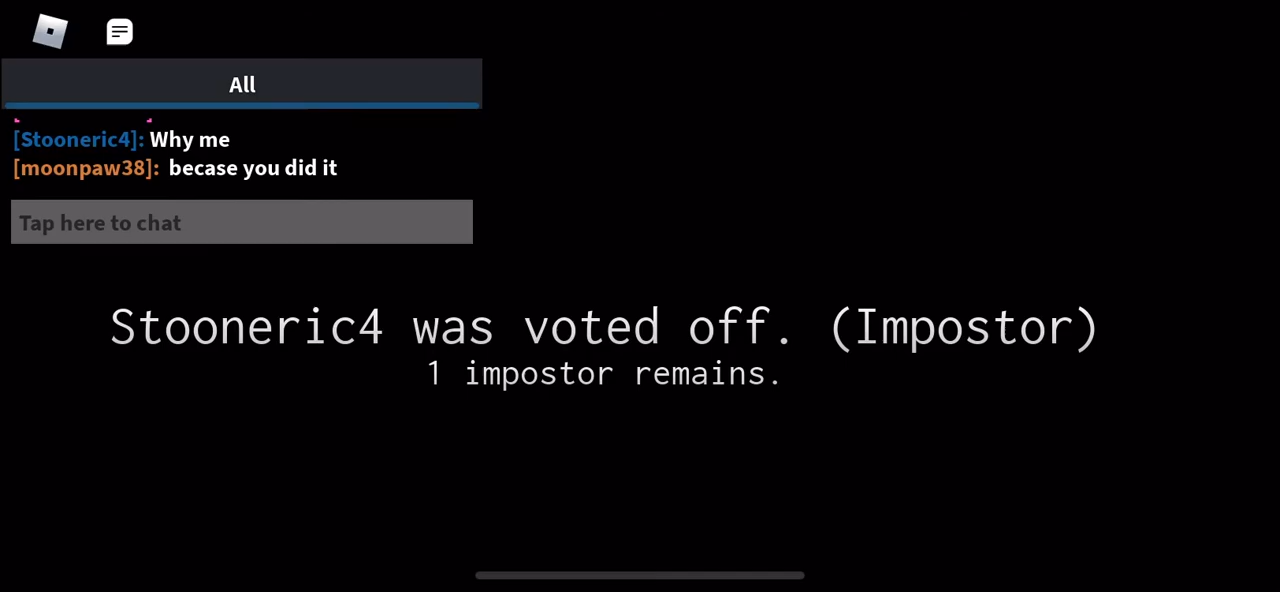 All
[Stooneric4]: Why me
[moonpaw38]: becase you did it
Tap here to chat
Stooneric4 was voted off. (Impostor)
1 impostor remains.